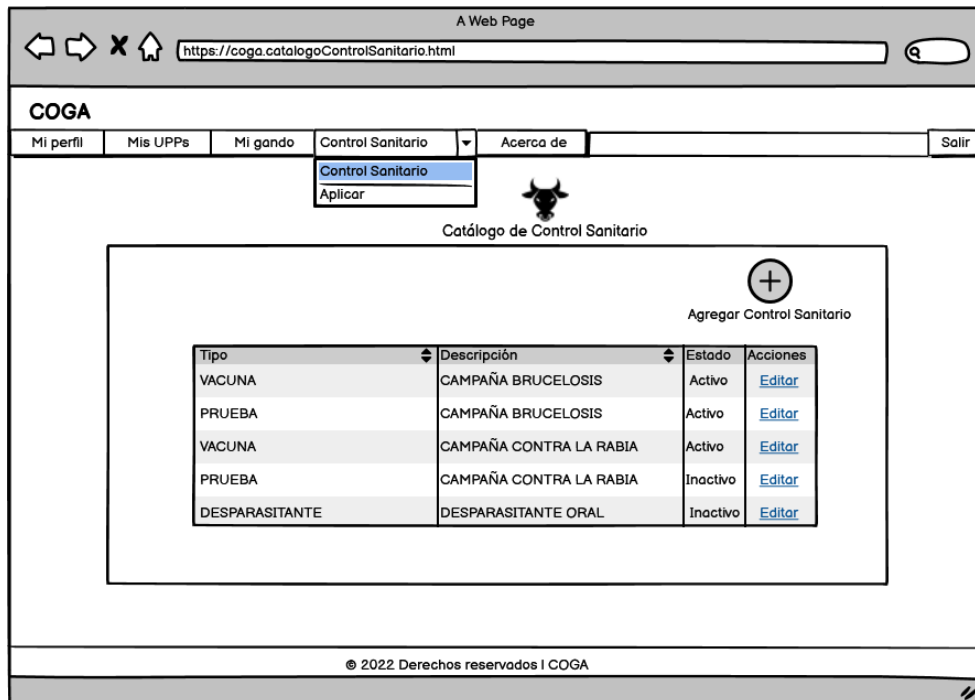 A Web Page
https://coga.catalogoControlSanitario.html
COGA
Mi perfil Mis UPPs Mi gando Control Sanitario Acerca de Salir
Control Sanitario
Aplicar
Catálogo de Control Sanitario
Agregar Control Sanitario
Tipo Descripción Estado Acciones
VACUNA CAMPAÑA BRUCELOSIS Activo Editar
PRUEBA CAMPAÑA BRUCELOSIS Activo Editar
VACUNA CAMPAÑA CONTRA LA RABIA Activo Editar
PRUEBA CAMPAÑA CONTRA LA RABIA Inactivo Editar
DESPARASITANTE DESPARASITANTE ORAL Inactivo Editar
© 2022 Derechos reservados | COGA